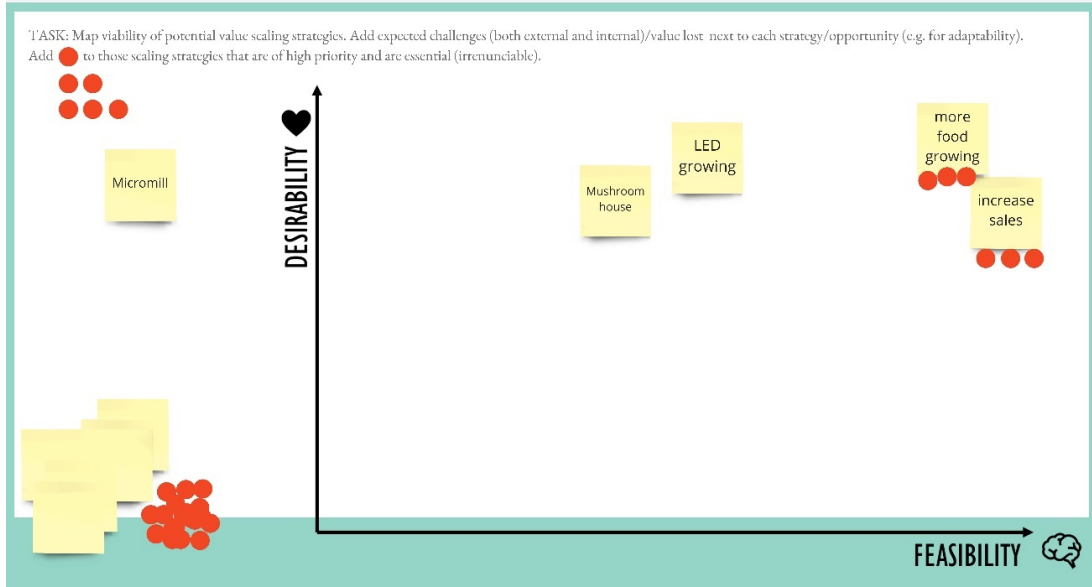 TASK: Map viability of potential value scaling strategies. Add expected challenges (both external and internal)/value lost next to each strategy/opportunity (e.g. for adaptability).
Add to those scaling strategies that are of high priority and are essential (irrenunciable).
DESIRABILITY
Micromill
Mushroom
house
LED
growing
more
food
growing
increase
sales
FEASIBILITY